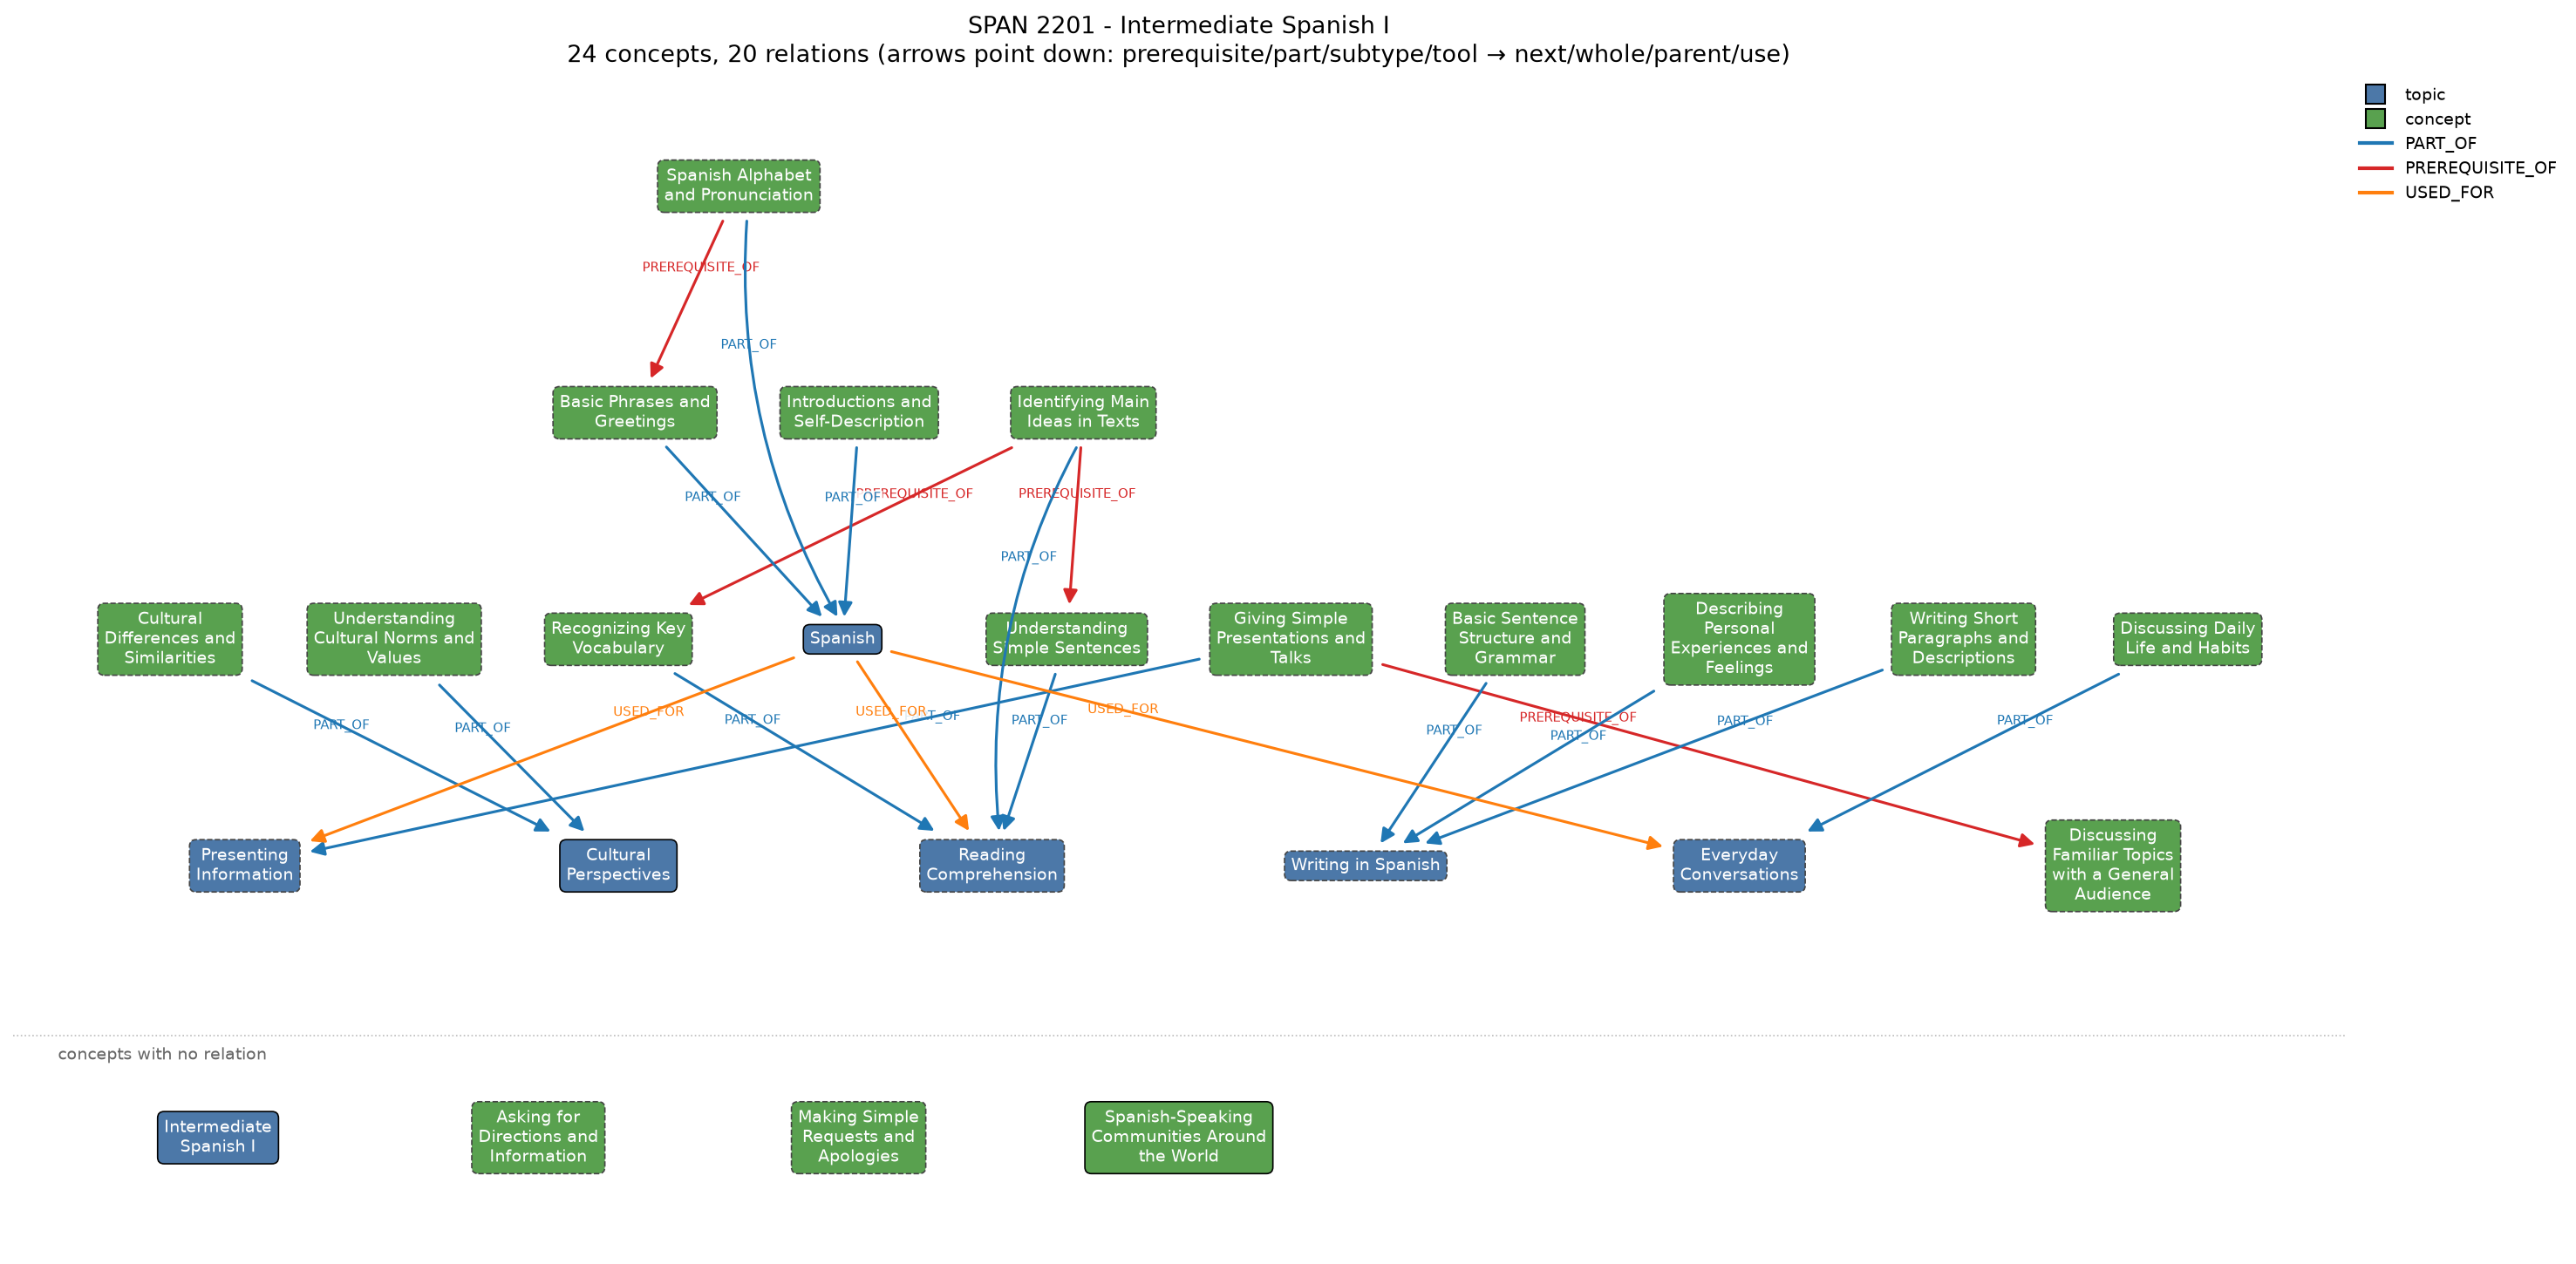 SPAN 2201 - Intermediate Spanish I
24 concepts, 20 relations (arrows point down: prerequisite/part/subtype/tool → next/whole/parent/use)
topic
concept
PART_OF
PREREQUISITE_OF
USED_FOR
Spanish Alphabet
and Pronunciation
PREREQUISITE_OF
PART_OF
Basic Phrases and
Greetings
Introductions and
Self-Description
Identifying Main
Ideas in Texts
PART_OF
PART_OF
PREREQUISITE_OF
PREREQUISITE_OF
PART_OF
Cultural
Differences and
Similarities
Understanding
Cultural Norms and
Values
Recognizing Key
Vocabulary
Spanish
Understanding
Simple Sentences
Giving Simple
Presentations and
Talks
Basic Sentence
Structure and
Grammar
Describing
Personal
Experiences and
Feelings
Writing Short
Paragraphs and
Descriptions
Discussing Daily
Life and Habits
PART_OF
PART_OF
USED_FOR
PART_OF
USED_FOR
PART_OF
PART_OF
USED_FOR
PART_OF
PREREQUISITE_OF
PART_OF
PART_OF
PART_OF
Presenting
Information
Cultural
Perspectives
Reading
Comprehension
Writing in Spanish
Everyday
Conversations
Discussing
Familiar Topics
with a General
Audience
concepts with no relation
Intermediate
Spanish I
Asking for
Directions and
Information
Making Simple
Requests and
Apologies
Spanish-Speaking
Communities Around
the World